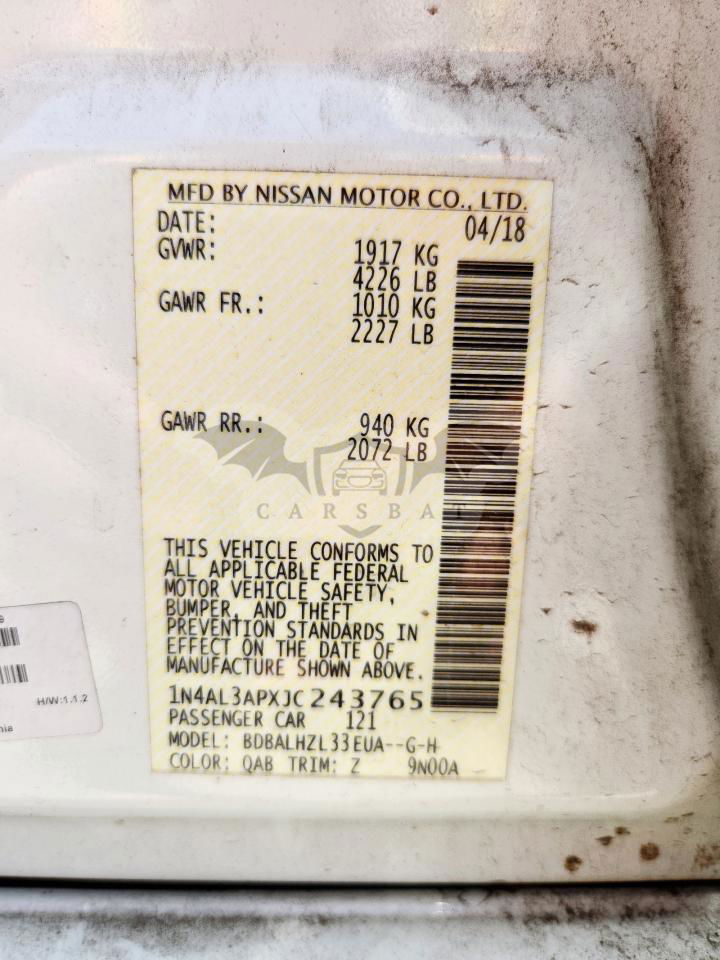 MFD BY NISSAN MOTOR CO., LTD.
DATE: 04/18
GVWR: 1917 KG
4226 LB
GAWR FR.: 1010 KG
2227 LB
GAWR RR.: 940 KG
2072 LB
CARSBAT
THIS VEHICLE CONFORMS TO
ALL APPLICABLE FEDERAL
MOTOR VEHICLE SAFETY,
BUMPER, AND THEFT
PREVENTION STANDARDS IN
EFFECT ON THE DATE OF
MANUFACTURE SHOWN ABOVE.
1N4AL3APXJC243765
PASSENGER CAR 121
MODEL: BDBALHZL33EUA--G-H
COLOR: QAB TRIM: Z 9N00A
H/W:1.1.2